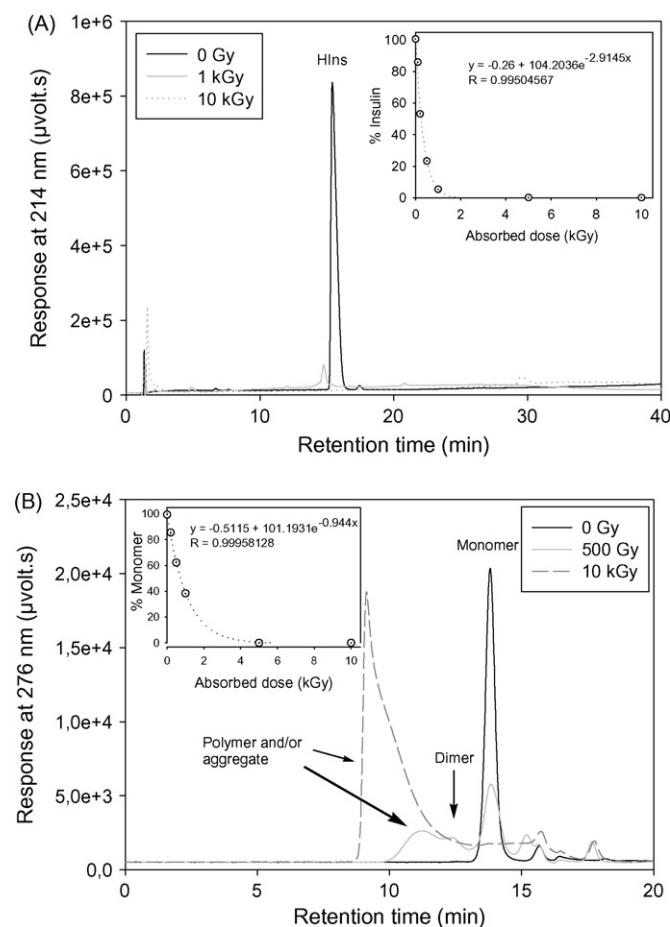 (A)
1e+6
8e+5
6e+5
4e+5
2e+5
0
Response at 214 nm (µvolt.s)
0 Gy
1 kGy
10 kGy
HIns
100
80
60
40
20
0
% Insulin
y = -0.26 + 104.2036e-2.9145x
R = 0.99504567
0 2 4 6 8 10
Absorbed dose (kGy)
0 10 20 30 40
Retention time (min)
(B)
2,5e+4
2,0e+4
1,5e+4
1,0e+4
5,0e+3
0,0
Response at 276 nm (µvolt.s)
100
80
60
40
20
0
% Monomer
y = -0.5115 + 101.1931e-0.944x
R = 0.99958128
0 2 4 6 8 10
Absorbed dose (kGy)
0 Gy
500 Gy
10 kGy
Monomer
Polymer and/or
aggregate
Dimer
0 5 10 15 20
Retention time (min)